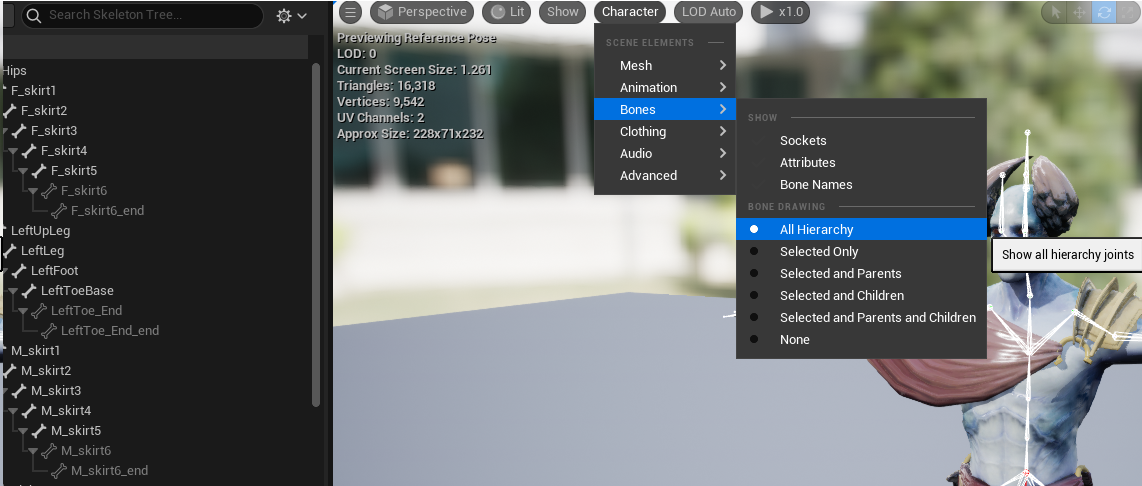 Search Skeleton Tree...
Perspective
Lit
Show
Character
LOD Auto
x1.0
Hips
F_skirt1
F_skirt2
F_skirt3
F_skirt4
F_skirt5
F_skirt6
F_skirt6_end
LeftUpLeg
LeftLeg
LeftFoot
LeftToeBase
LeftToe_End
LeftToe_End_end
M_skirt1
M_skirt2
M_skirt3
M_skirt4
M_skirt5
M_skirt6
M_skirt6_end
Previewing Reference Pose
LOD: 0
Current Screen Size: 1.261
Triangles: 16,318
Vertices: 9,542
UV Channels: 2
Approx Size: 228x71x232
SCENE ELEMENTS
Mesh
Animation
Bones
Clothing
Audio
Advanced
SHOW
Sockets
Attributes
Bone Names
BONE DRAWING
All Hierarchy
Selected Only
Selected and Parents
Selected and Children
Selected and Parents and Children
None
Show all hierarchy joints